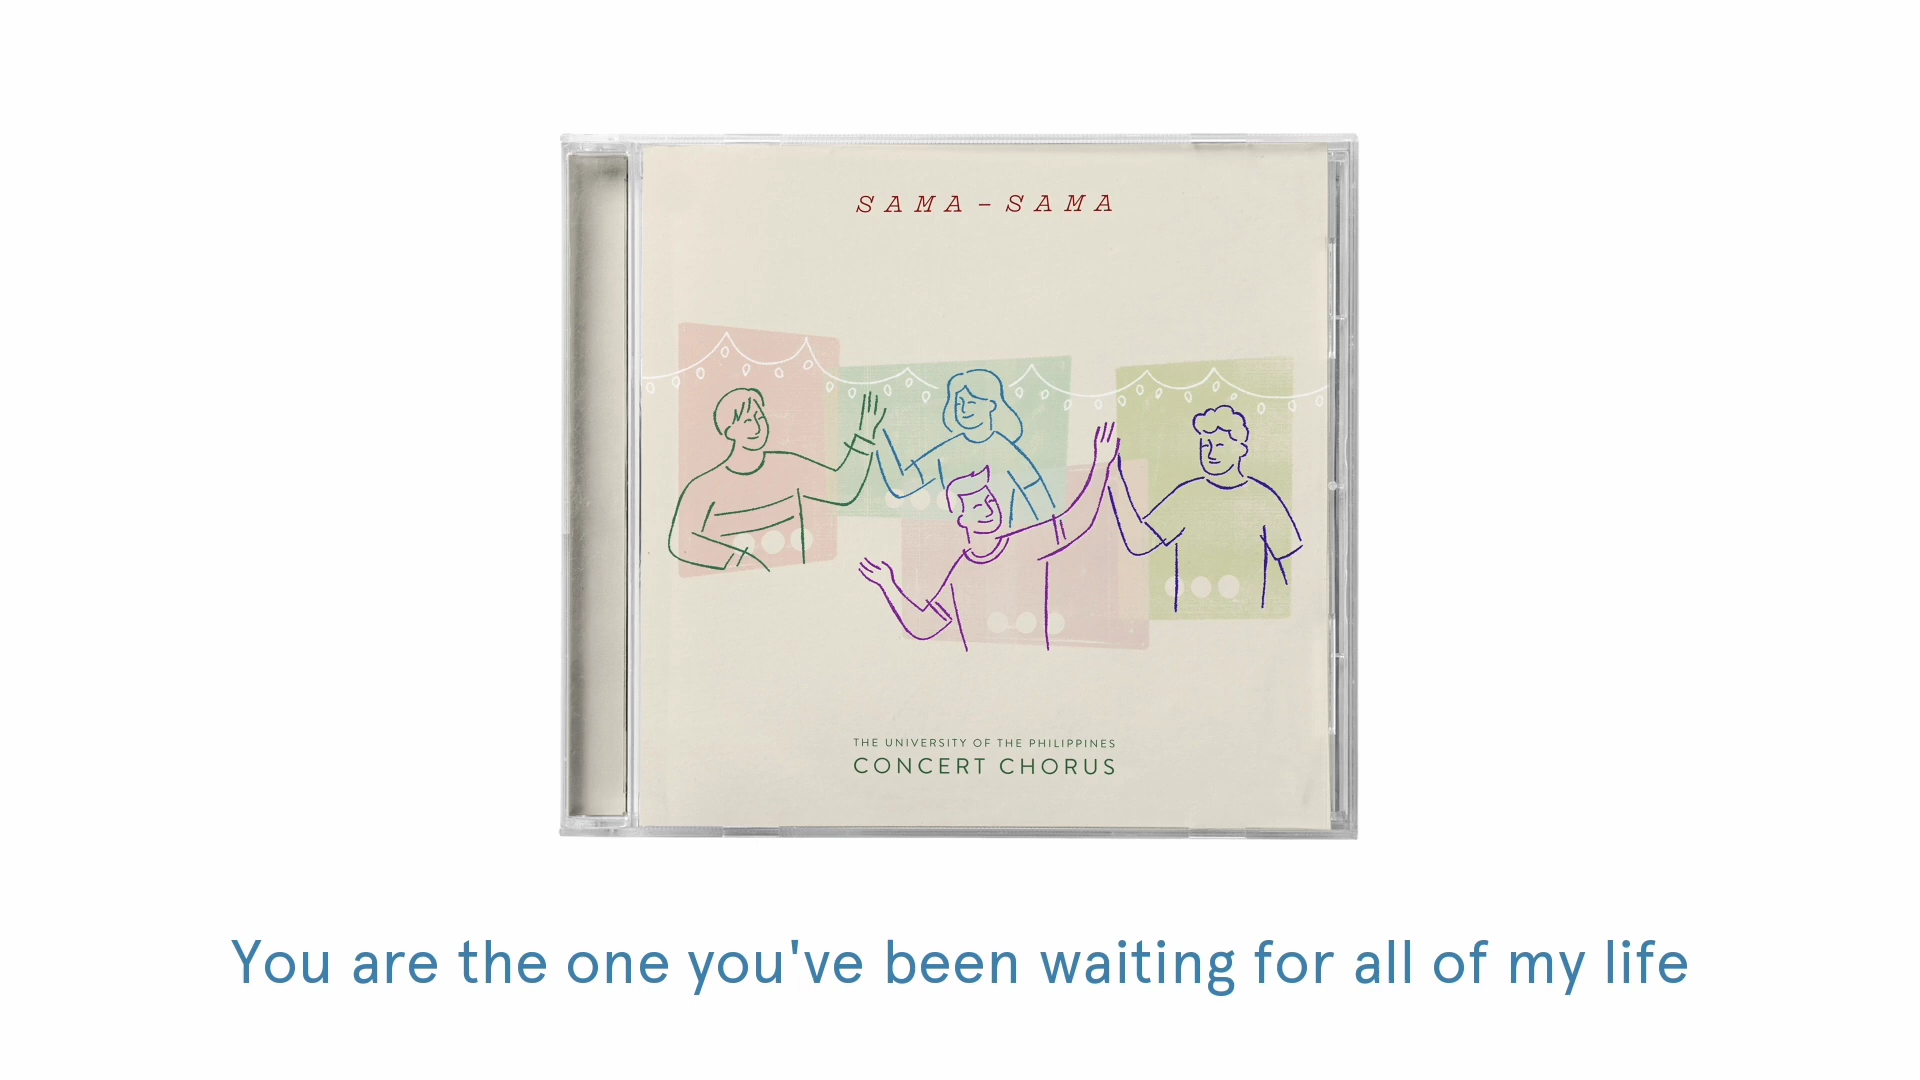 SAMA-SAMA
THE UNIVERSITY OF THE PHILIPPINES
CONCERT CHORUS
You are the one you've been waiting for all of my life